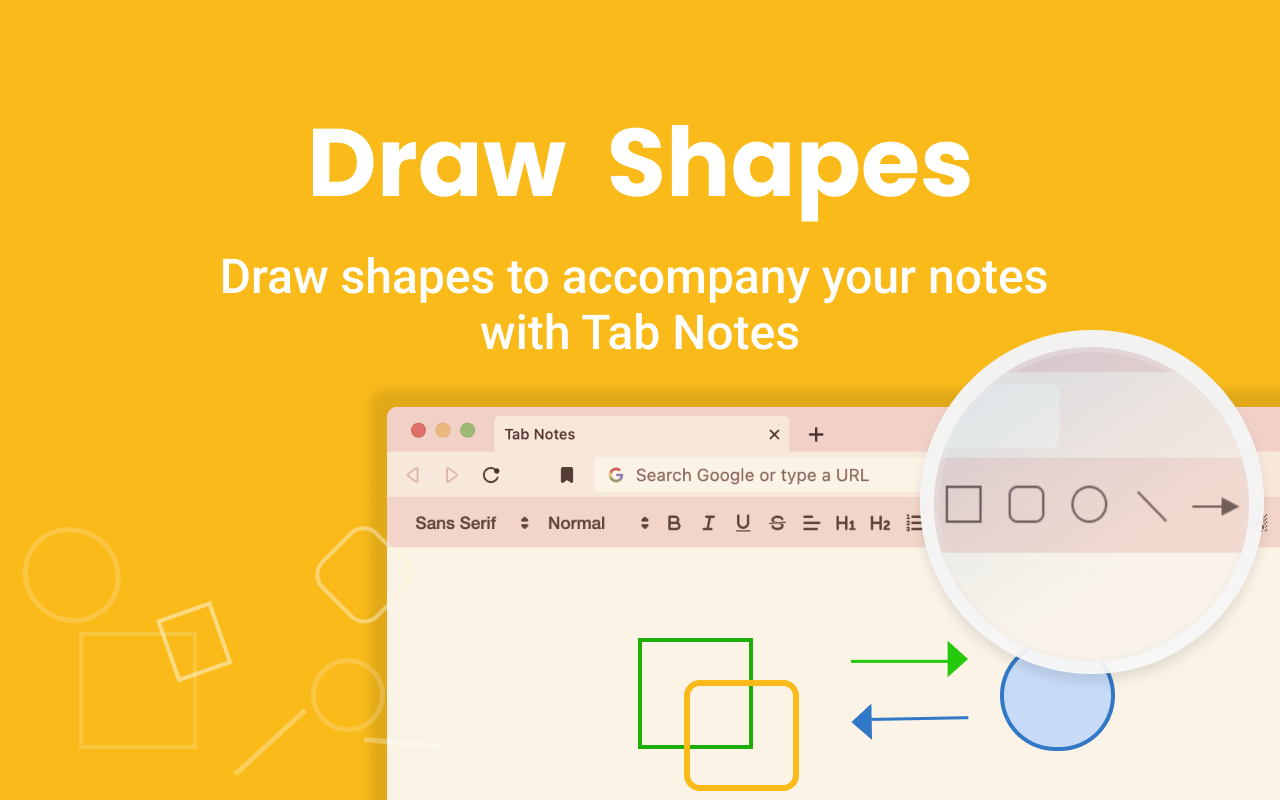 Draw Shapes
Draw shapes to accompany your notes
with Tab Notes
Tab Notes
Search Google or type a URL
Sans Serif Normal B I U S H1 H2